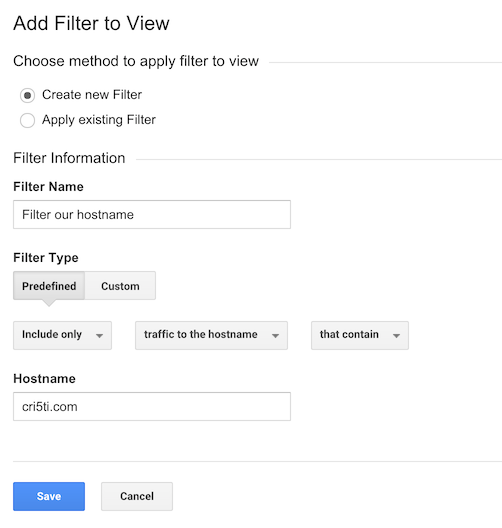 Add Filter to View
Choose method to apply filter to view
Create new Filter
Apply existing Filter
Filter Information
Filter Name
Filter our hostname
Filter Type
Predefined Custom
Include only traffic to the hostname that contain
Hostname
cri5ti.com
Save Cancel